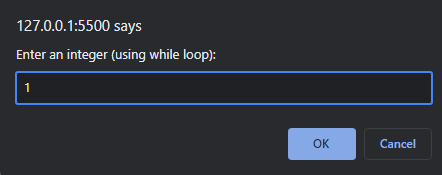 127.0.0.1:5500 says
Enter an integer (using while loop):
1
OK Cancel